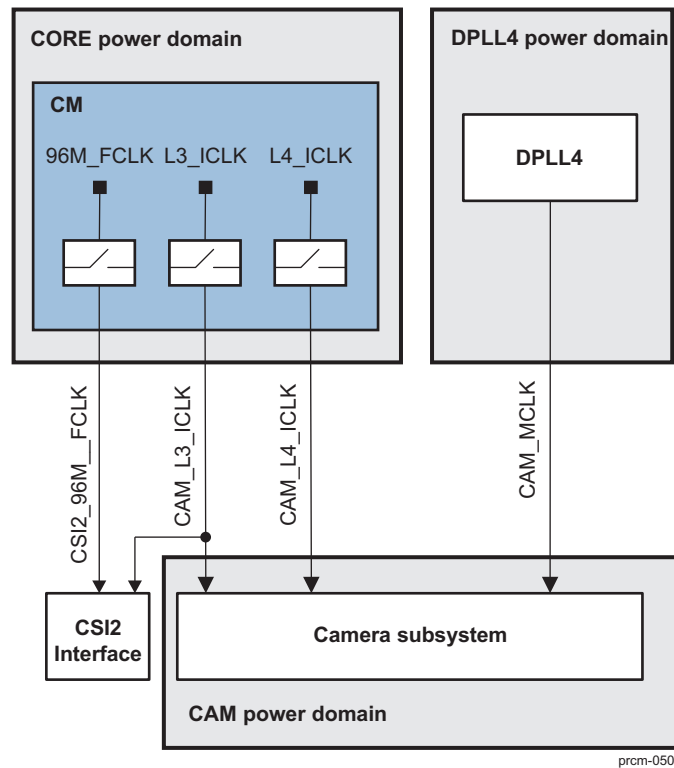 CORE power domain
DPLL4 power domain
CM
96M_FCLK L3_ICLK L4_ICLK
DPLL4
CSI2_96M__FCLK
CAM_L3_ICLK
CAM_L4_ICLK
CAM_MCLK
CSI2
Interface
Camera subsystem
CAM power domain
prcm-050